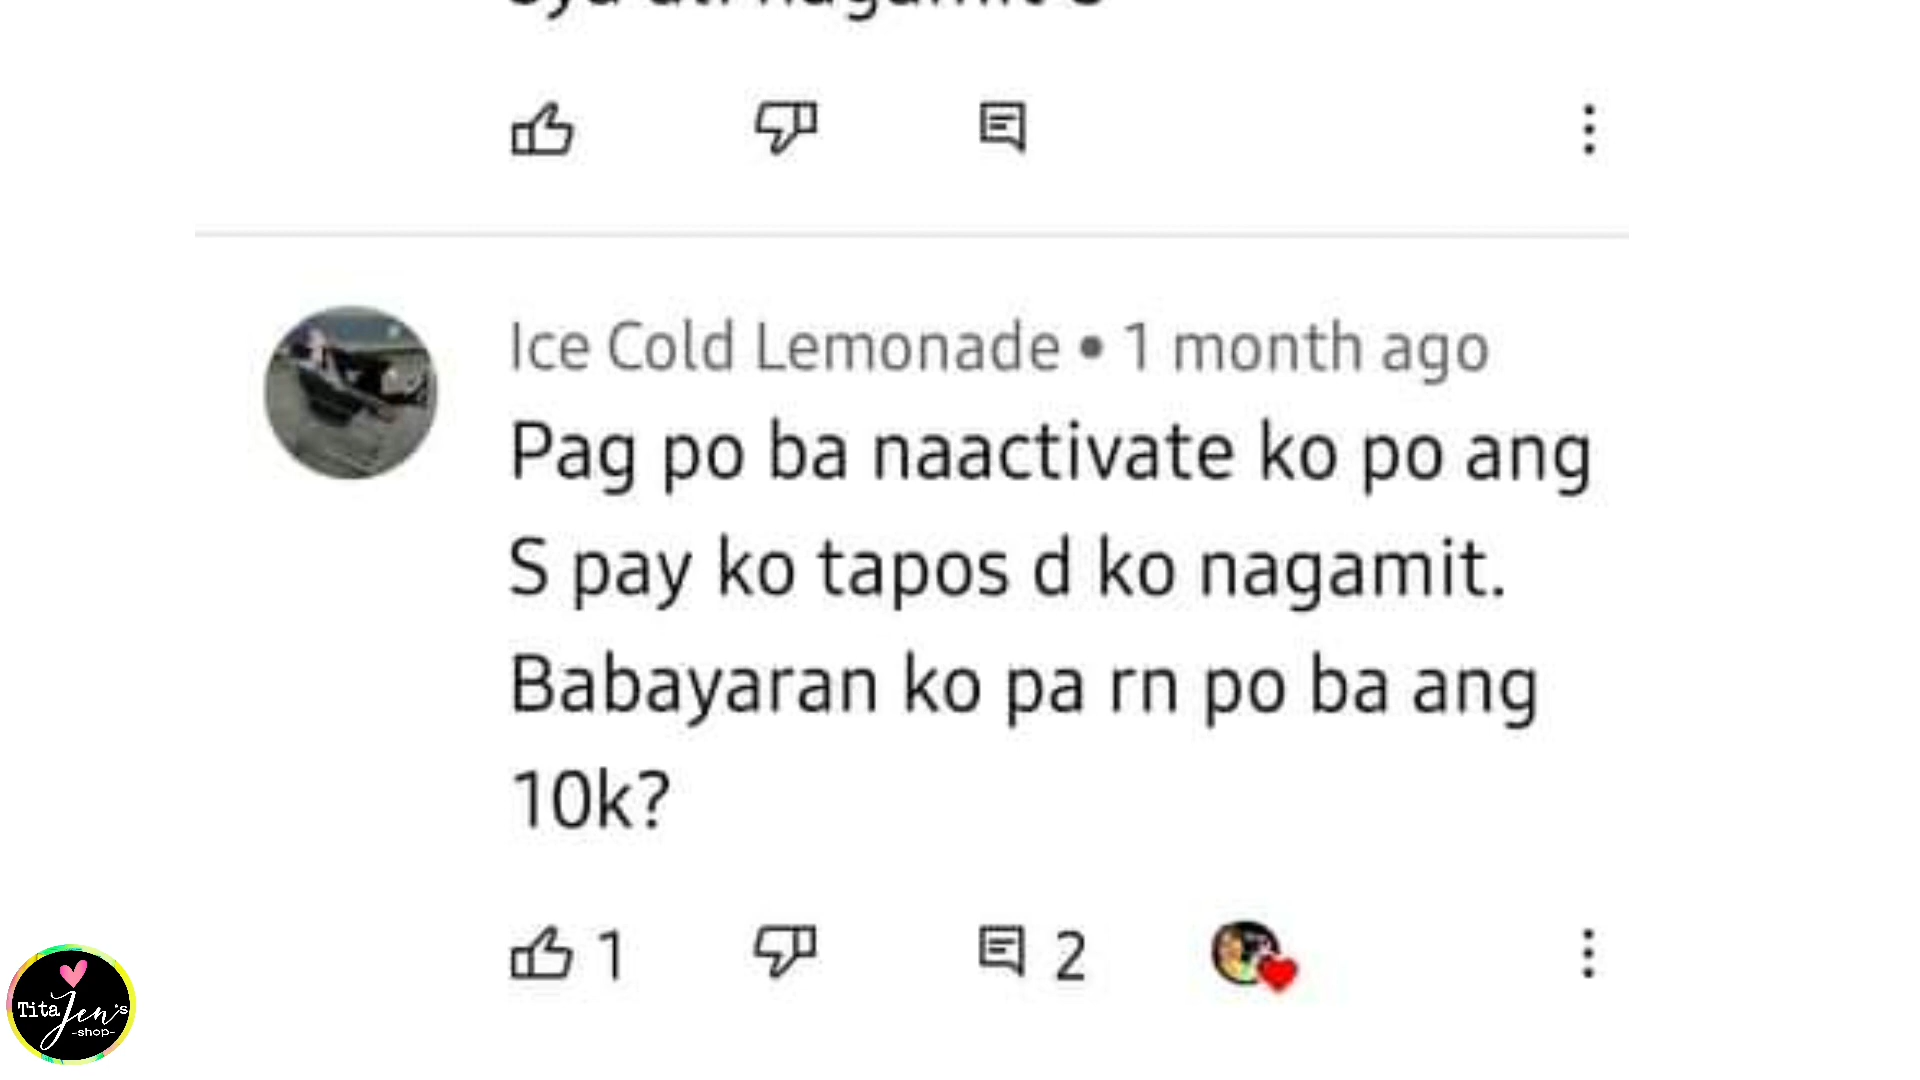 Ice Cold Lemonade • 1 month ago
Pag po ba naactivate ko po ang
S pay ko tapos d ko nagamit.
Babayaran ko pa rn po ba ang
10k?
1 2
Tita Jen's
-shop-